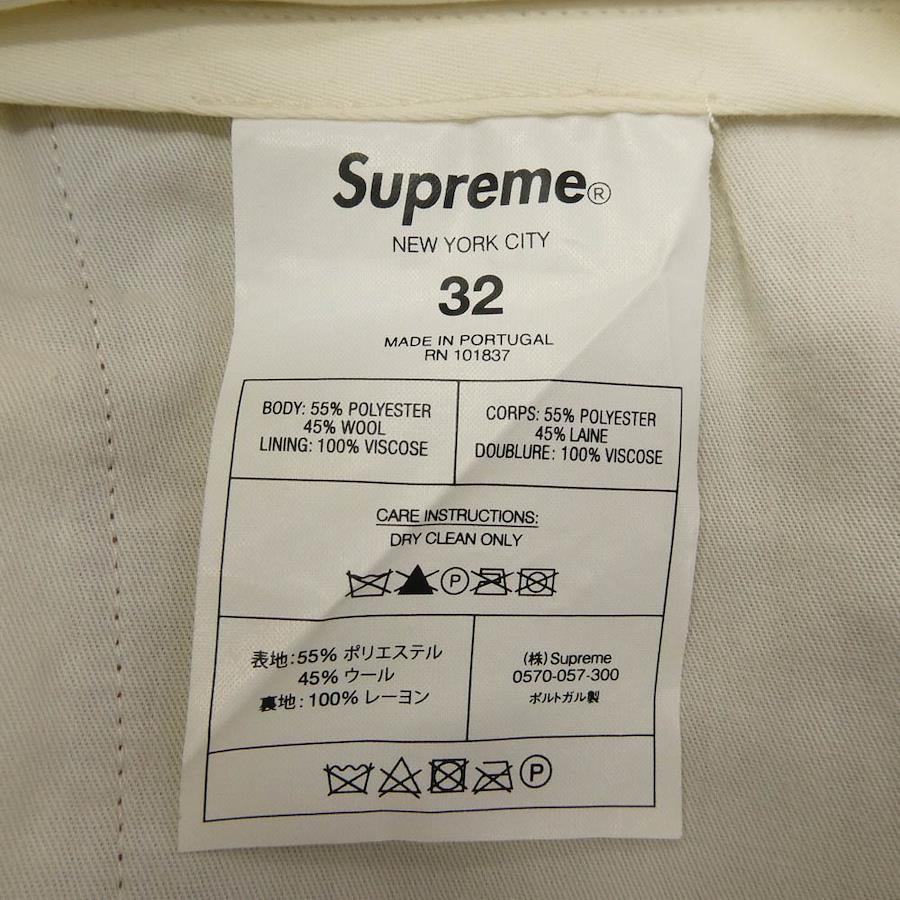 Supreme®
NEW YORK CITY
32
MADE IN PORTUGAL
RN 101837
BODY: 55% POLYESTER
45% WOOL
LINING: 100% VISCOSE
CORPS: 55% POLYESTER
45% LAINE
DOUBLURE: 100% VISCOSE
CARE INSTRUCTIONS:
DRY CLEAN ONLY
P
表地:55% ポリエステル
45% ウール
裏地:100% レーヨン
(株)Supreme
0570-057-300
ポルトガル製
P